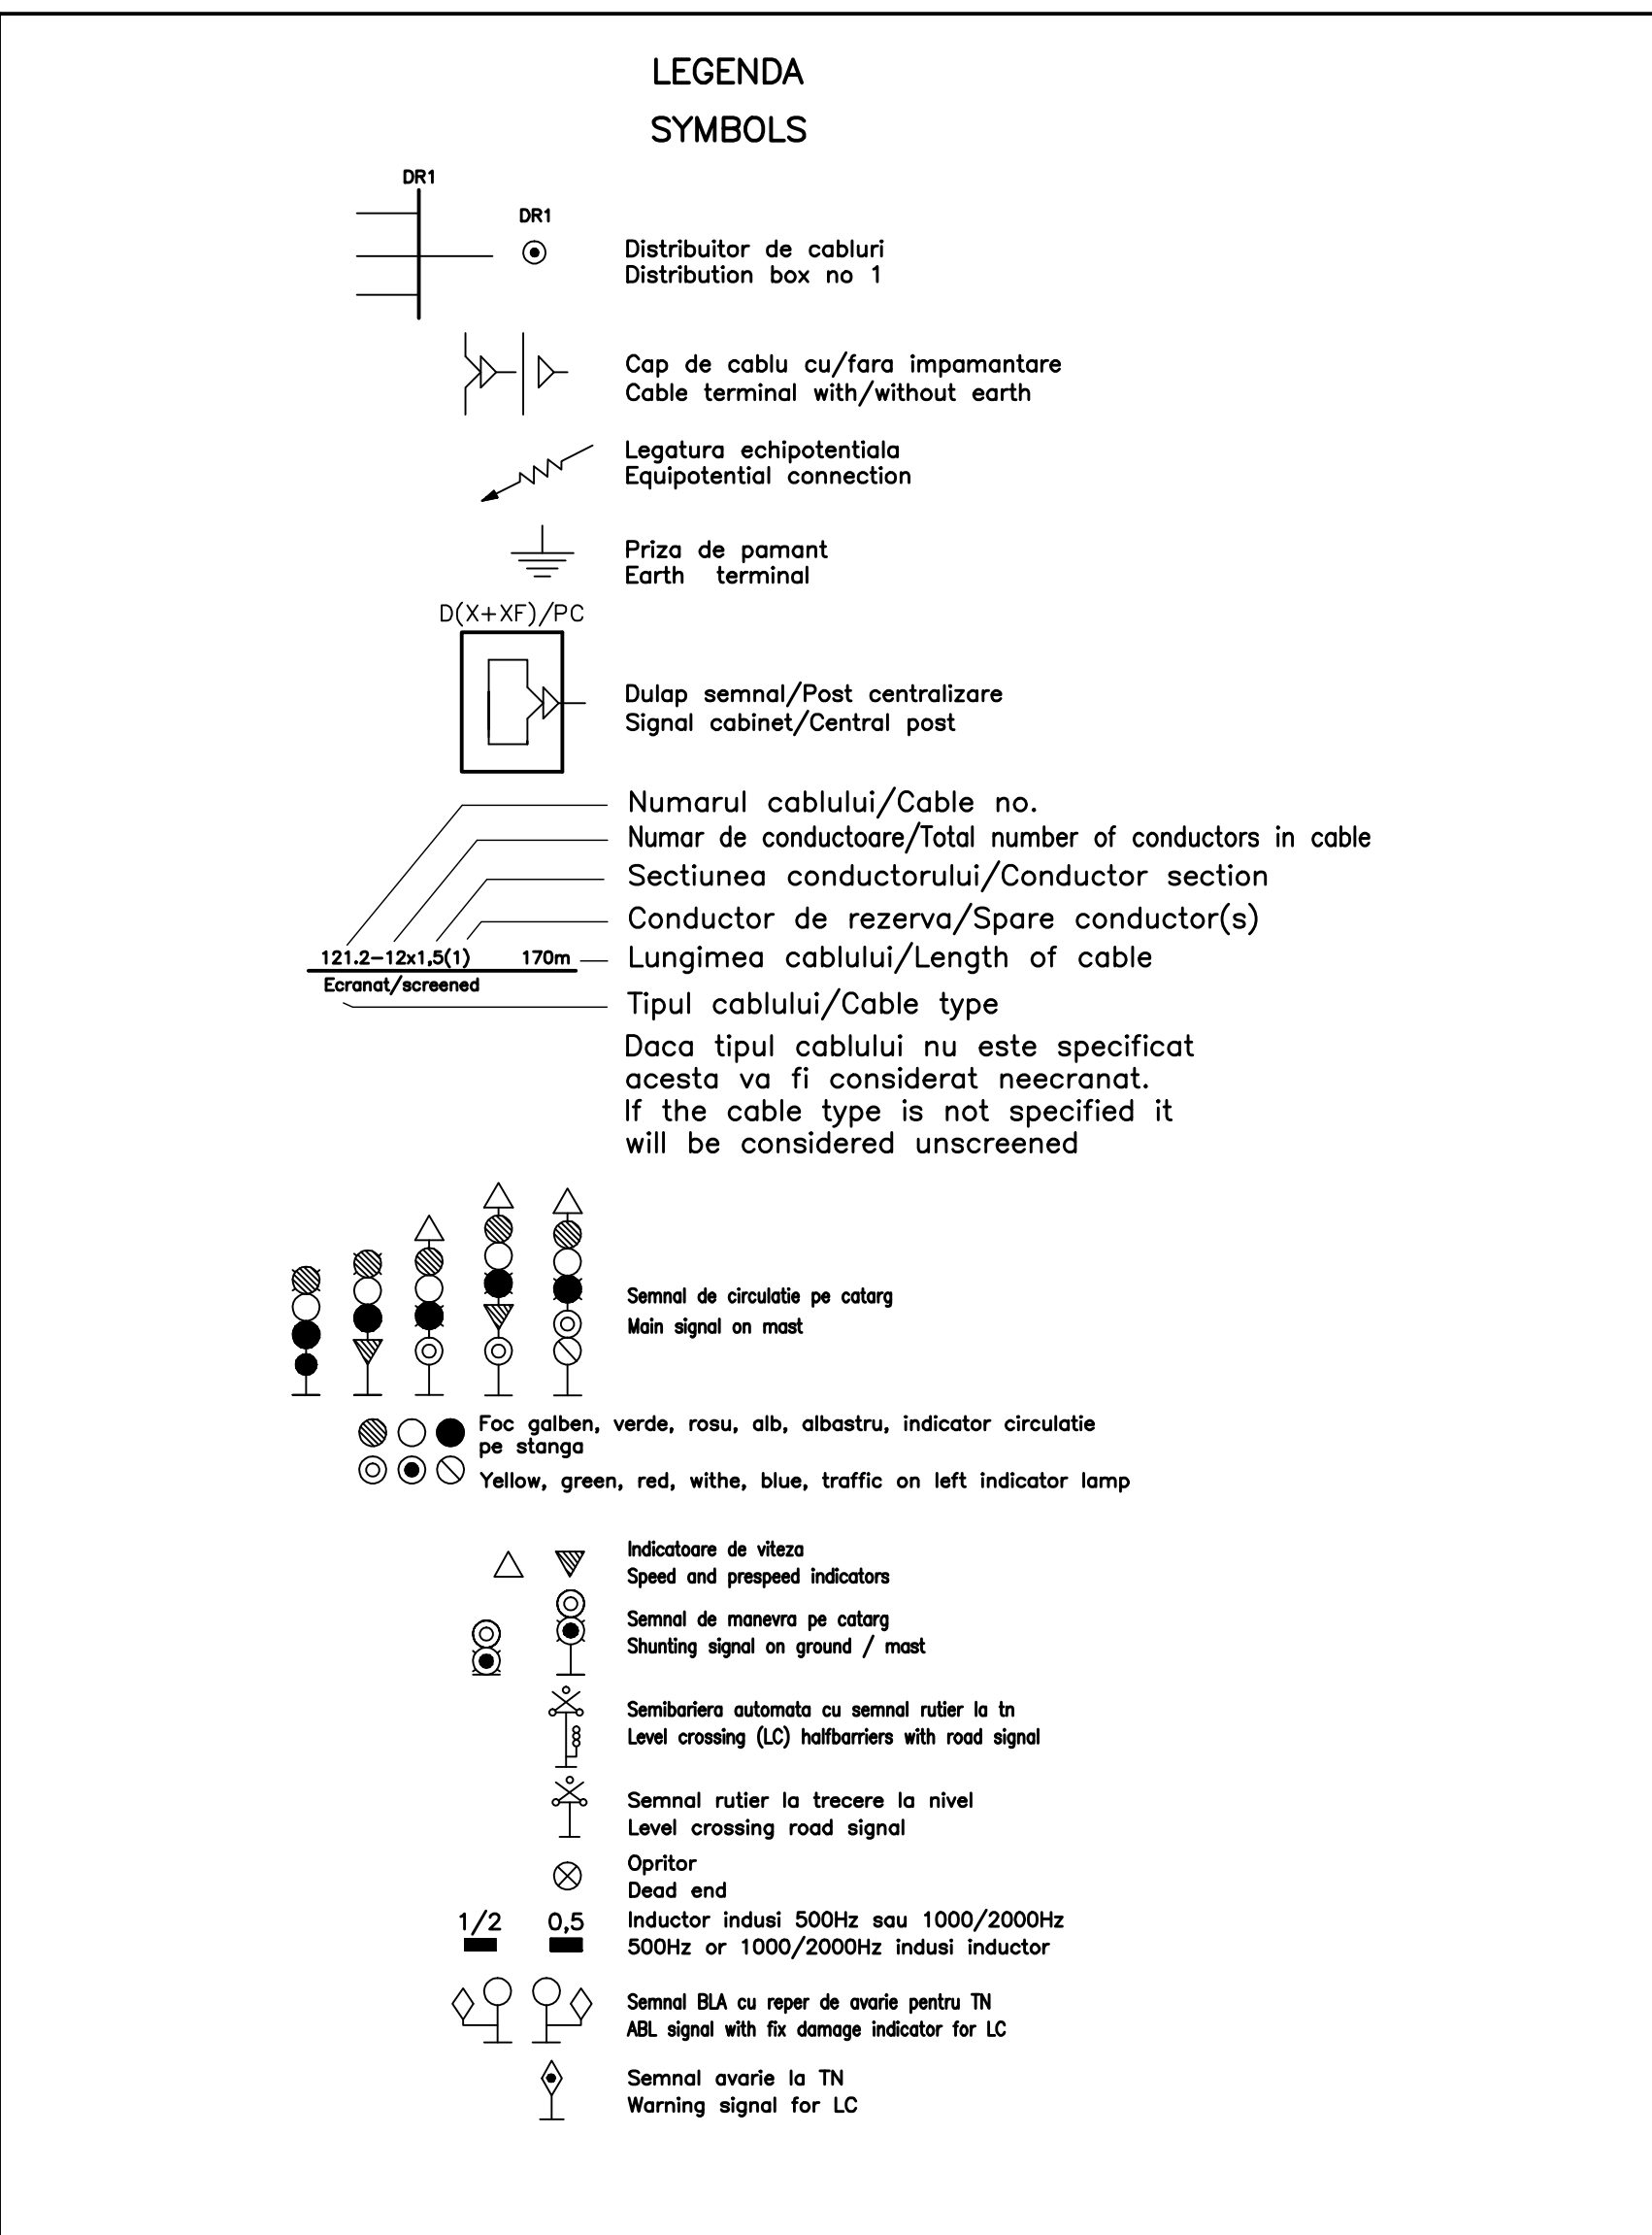 LEGENDA
SYMBOLS
DR1
DR1
Distribuitor de cabluri
Distribution box no 1
Cap de cablu cu/fara impamantare
Cable terminal with/without earth
Legatura echipotentiala
Equipotential connection
Priza de pamant
Earth terminal
D(X+XF)/PC
Dulap semnal/Post centralizare
Signal cabinet/Central post
Numarul cablului/Cable no.
Numar de conductoare/Total number of conductors in cable
Sectiunea conductorului/Conductor section
Conductor de rezerva/Spare conductor(s)
121.2-12x1,5(1) 170m
Lungimea cablului/Length of cable
Ecranat/screened
Tipul cablului/Cable type
Daca tipul cablului nu este specificat
acesta va fi considerat neecranat.
If the cable type is not specified it
will be considered unscreened
Semnal de circulatie pe catarg
Main signal on mast
Foc galben, verde, rosu, alb, albastru, indicator circulatie
pe stanga
Yellow, green, red, withe, blue, traffic on left indicator lamp
Indicatoare de viteza
Speed and prespeed indicators
Semnal de manevra pe catarg
Shunting signal on ground / mast
Semibariera automata cu semnal rutier la tn
Level crossing (LC) halfbarriers with road signal
Semnal rutier la trecere la nivel
Level crossing road signal
Opritor
Dead end
1/2 0,5
Inductor indusi 500Hz sau 1000/2000Hz
500Hz or 1000/2000Hz indusi inductor
Semnal BLA cu reper de avarie pentru TN
ABL signal with fix damage indicator for LC
Semnal avarie la TN
Warning signal for LC